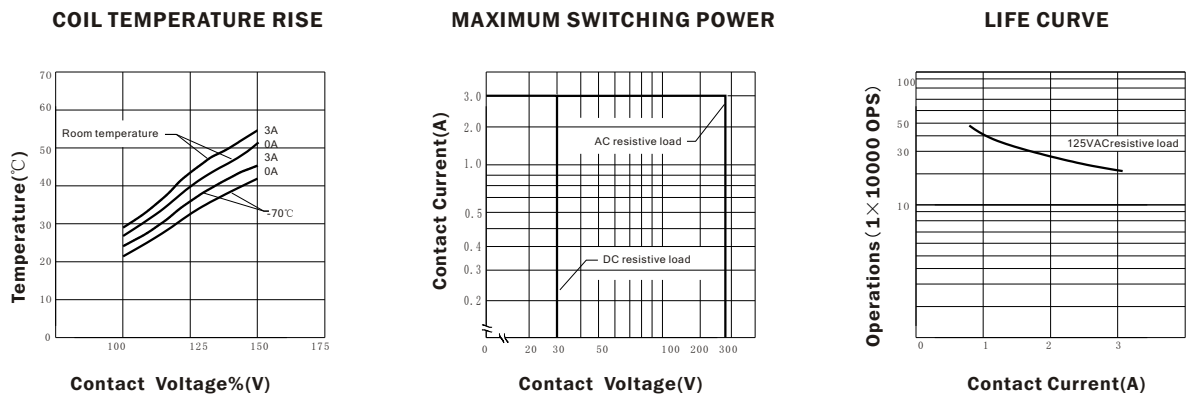 COIL TEMPERATURE RISE
Temperature(℃)
70
60
50
40
30
20
10
0
Room temperature
3A
0A
3A
0A
-70℃
100 125 150 175
Contact Voltage%(V)
MAXIMUM SWITCHING POWER
Contact Current(A)
3.0
2.0
1.0
0.5
0.4
0.3
0.2
AC resistive load
DC resistive load
0 20 30 50 100 200 300
Contact Voltage(V)
LIFE CURVE
Operations(1×10000 OPS)
100
50
30
10
125VACresistive load
0 1 2 3
Contact Current(A)